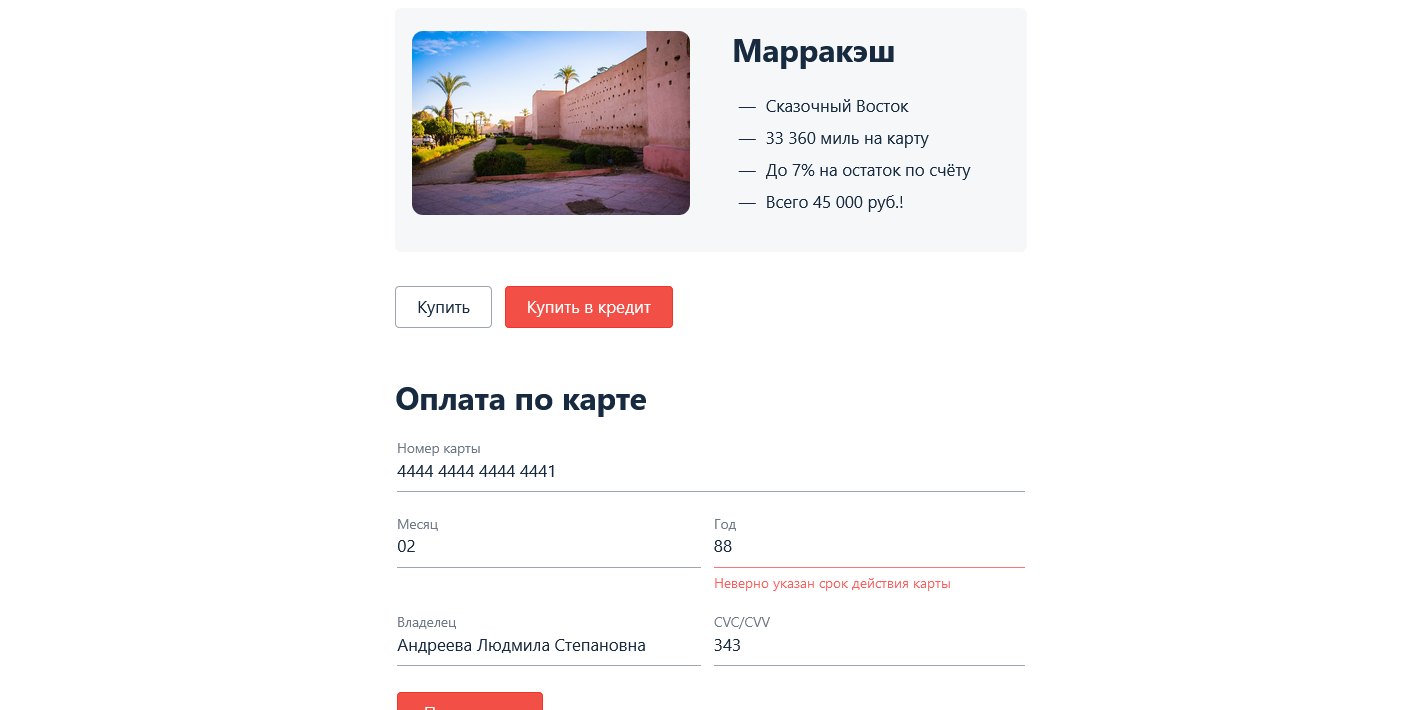 Марракэш
— Сказочный Восток
— 33 360 миль на карту
— До 7% на остаток по счёту
— Всего 45 000 руб.!
Купить Купить в кредит
Оплата по карте
Номер карты
4444 4444 4444 4441
Месяц Год
02 88
Неверно указан срок действия карты
Владелец CVC/CVV
Андреева Людмила Степановна 343